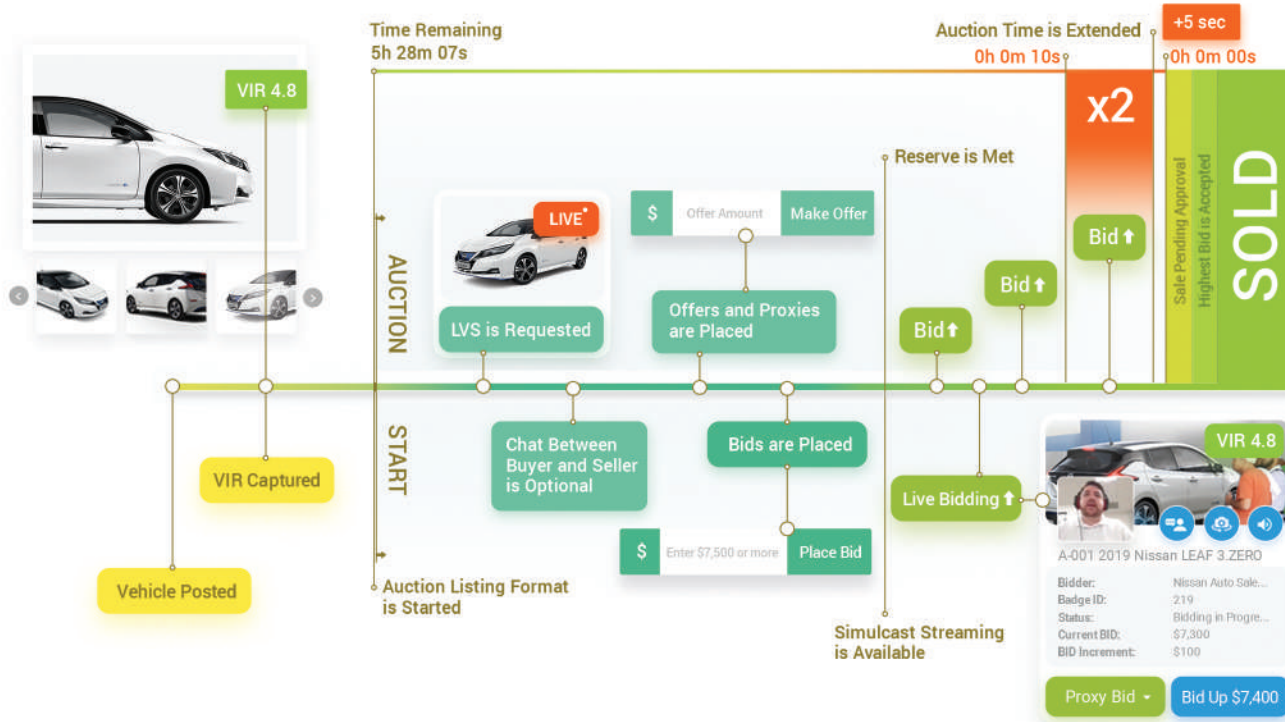 Time Remaining
5h 28m 07s
Auction Time is Extended
+5 sec
0h 0m 10s
0h 0m 00s
VIR 4.8
x2
Reserve is Met
LIVE
$ Offer Amount Make Offer
AUCTION
LVS is Requested
Offers and Proxies
are Placed
Bid
Bid
Bid
Sale Pending Approval
Highest Bid is Accepted
SOLD
START
VIR Captured
Chat Between
Buyer and Seller
is Optional
Bids are Placed
Live Bidding
$ Enter $7,500 or more Place Bid
Vehicle Posted
Auction Listing Format
is Started
Simulcast Streaming
is Available
VIR 4.8
A-001 2019 Nissan LEAF 3.ZERO
Bidder: Nissan Auto Sale...
Badge ID: 219
Status: Bidding in Progre...
Current BID: $7,300
BID Increment: $100
Proxy Bid
Bid Up $7,400